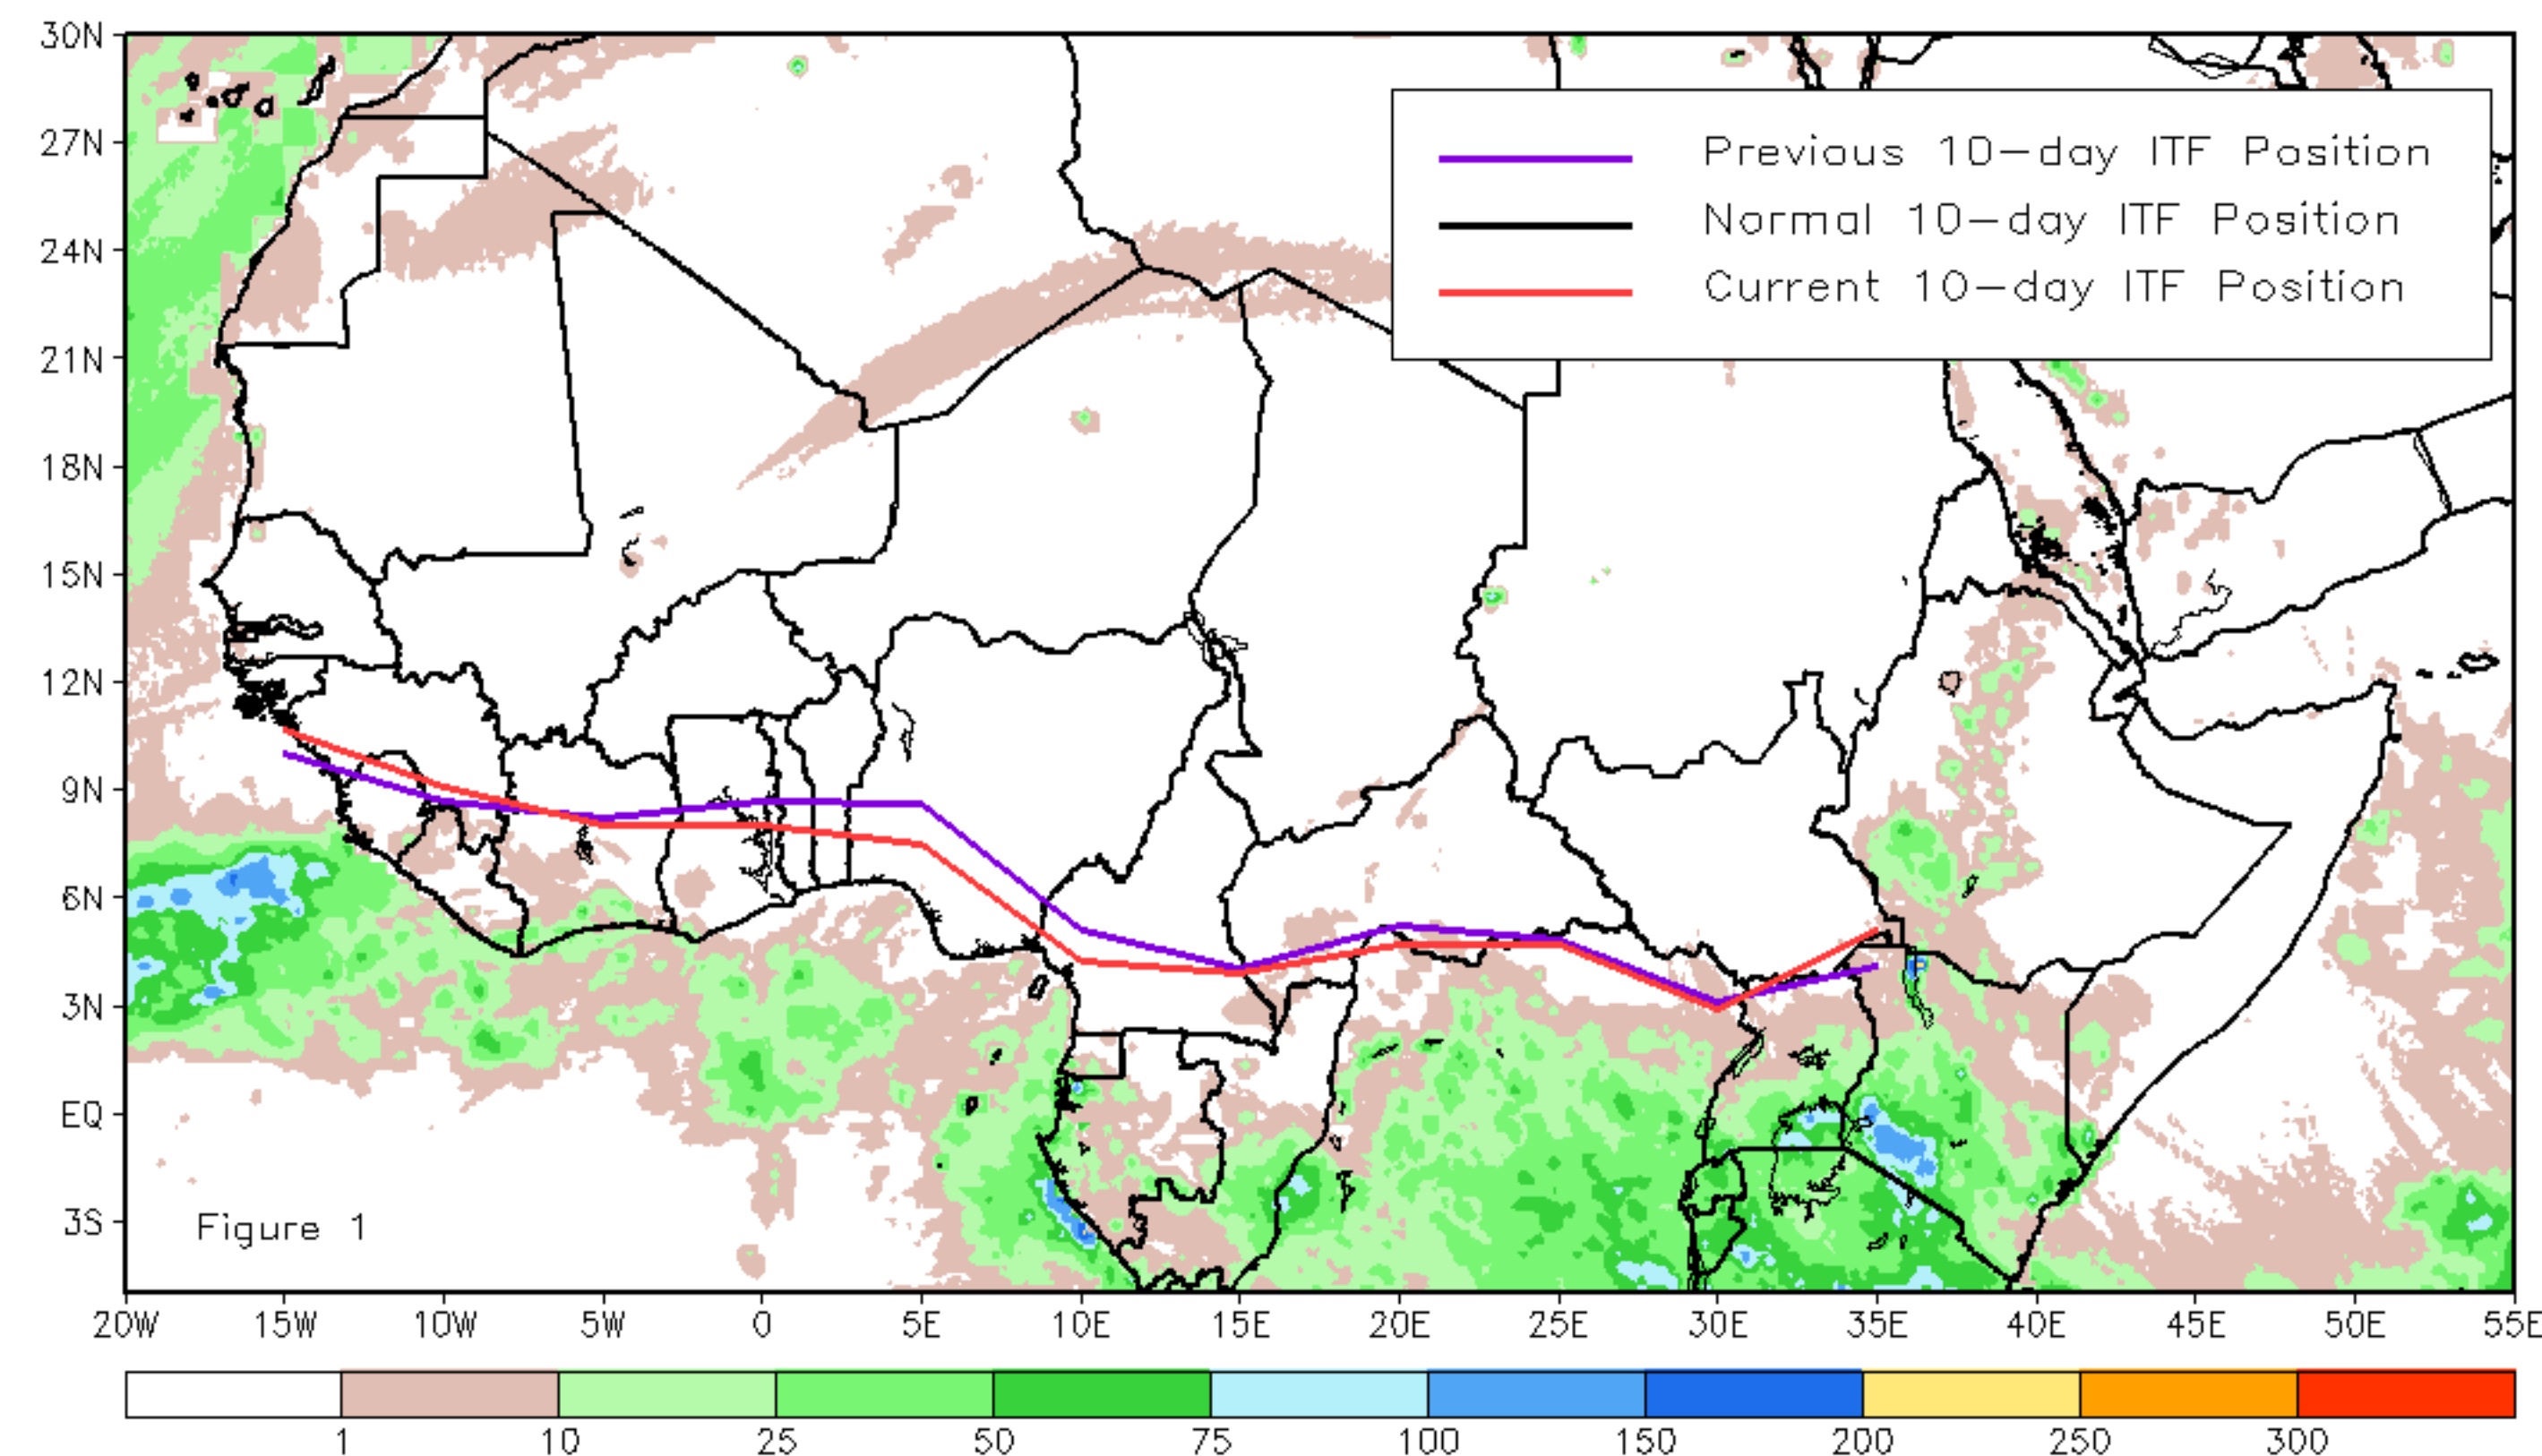 30N
27N
24N
21N
18N
15N
12N
9N
6N
3N
EQ
3S
Previous 10-day ITF Position
Normal 10-day ITF Position
Current 10-day ITF Position
Figure 1
20W 15W 10W 5W 0 5E 10E 15E 20E 25E 30E 35E 40E 45E 50E 55E
1 10 25 50 75 100 150 200 250 300